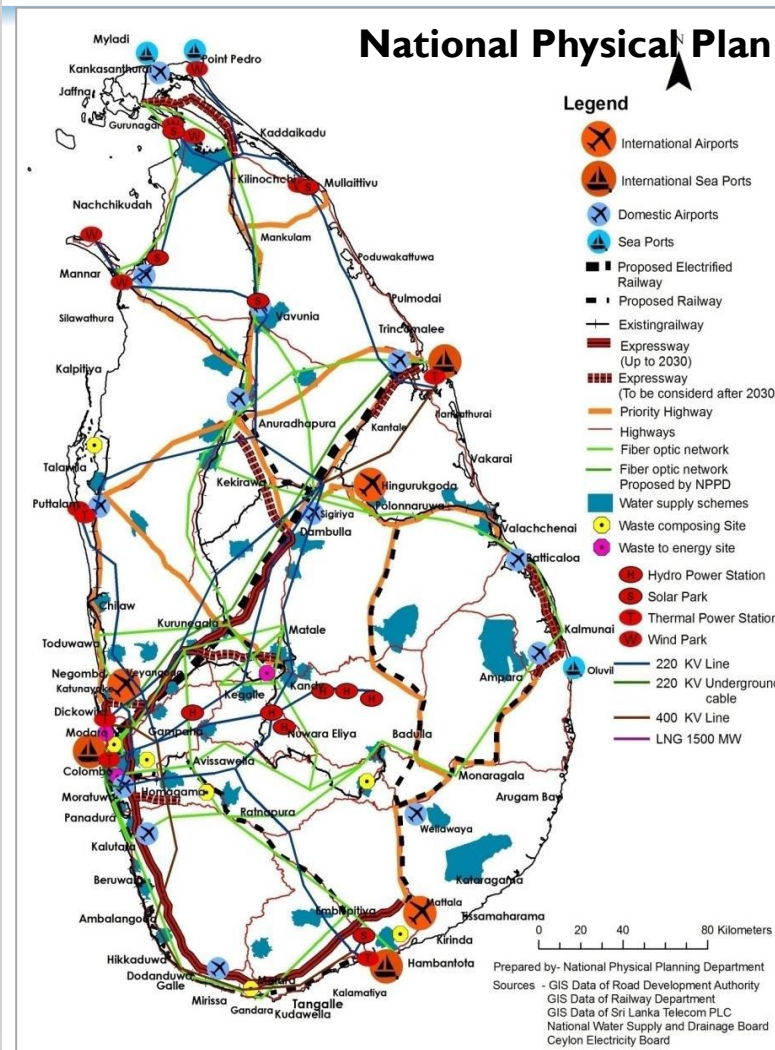 National Physical Plan
N
Myladi
Point Pedro
Kankasanthurai
W
Jaffna
Gurunagar
S
W
Kaddaikadu
Kilinochchi
S
Mullaittivu
Nachchikudah
W
Mankulam
Poduwakattuwa
S
Mannar
W
Pulmodai
Silawathura
S
Vavunia
Trincomalee
Kalpitiya
T
Anuradhapura
Kantale
Vakarai
Talawila
Kekirawa
Hingurukgoda
Polonnaruwa
Puttalam
T
Sigiriya
Dambulla
Valachchenai
Batticaloa
Chilaw
Kurunegala
Matale
Kalmunai
Toduwawa
Oluvil
Negombo
Veyangoda
Katunayake
Kegalle
Kandy
Ampara
H
H
H
H
Dickowita
T
H
H
Modara
Gampaha
H
Nuwara Eliya
Badulla
Colombo
T
Avissawella
Monaragala
Moratuwa
Homagama
Arugam Bay
Panadura
Ratnapura
Wellawaya
Kalutara
Kataragama
Beruwala
Mattala
Embilipitiya
Tissamaharama
Ambalangoda
S
Kirinda
Hikkaduwa
T
Hambantota
Dodanduwa
Matara
Galle
Mirissa
Kalamatiya
Tangalle
Gandara
Kudawella
Legend
International Airports
International Sea Ports
Domestic Airports
Sea Ports
Proposed Electrified
Railway
Proposed Railway
Existingrailway
Expressway
(Up to 2030)
Expressway
(To be considerd after 2030
Priority Highway
Highways
Fiber optic network
Fiber optic network
Proposed by NPPD
Water supply schemes
Waste composing Site
Waste to energy site
H Hydro Power Station
S Solar Park
T Thermal Power Station
W Wind Park
220 KV Line
220 KV Underground
cable
400 KV Line
LNG 1500 MW
0 20 40 60 80 Kilometers
Prepared by- National Physical Planning Department
Sources - GIS Data of Road Development Authority
GIS Data of Railway Department
GIS Data of Sri Lanka Telecom PLC
National Water Supply and Drainage Board
Ceylon Electricity Board